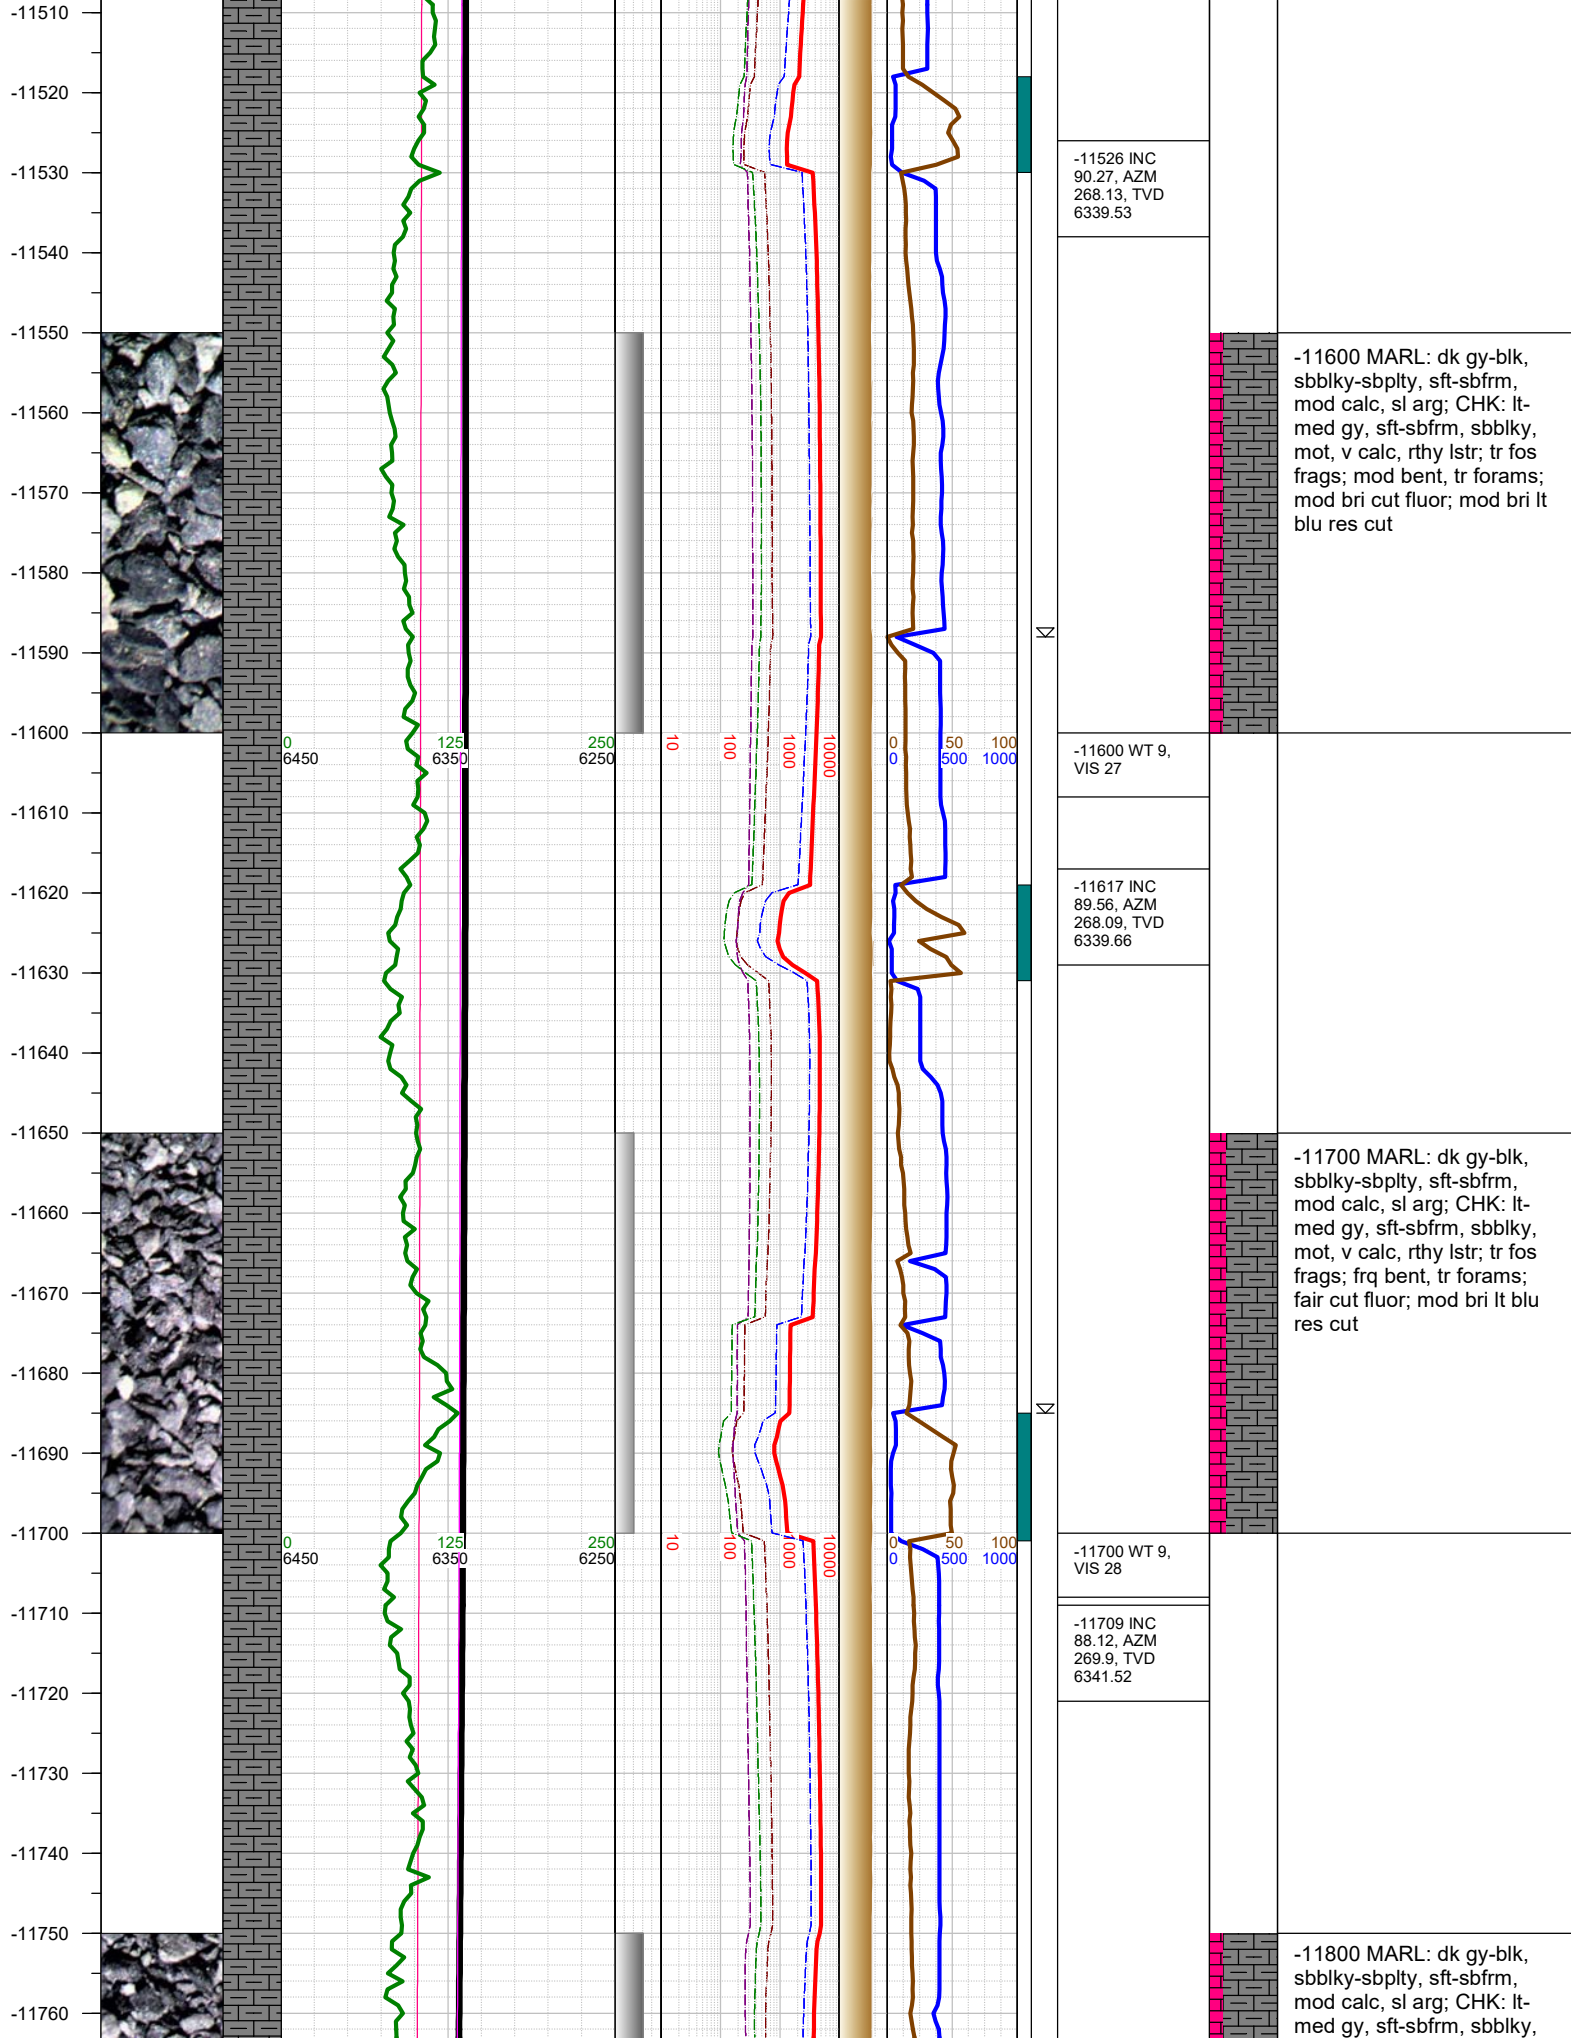 -11510
-11520
-11530
-11540
-11550
-11560
-11570
-11580
-11590
-11600
-11610
-11620
-11630
-11640
-11650
-11660
-11670
-11680
-11690
-11700
-11710
-11720
-11730
-11740
-11750
-11760
0 125 250
6450 6350 6250
10 100 1000 10000
0 50 100
0 500 1000
0 125 250
6450 6350 6250
10 100 000 10000
0 50 100
0 500 1000
-11526 INC
90.27, AZM
268.13, TVD
6339.53
-11600 WT 9,
VIS 27
-11617 INC
89.56, AZM
268.09, TVD
6339.66
-11700 WT 9,
VIS 28
-11709 INC
88.12, AZM
269.9, TVD
6341.52
-11600 MARL: dk gy-blk,
sbblky-sbplty, sft-sbfrm,
mod calc, sl arg; CHK: lt-
med gy, sft-sbfrm, sbblky,
mot, v calc, rthy lstr; tr fos
frags; mod bent, tr forams;
mod bri cut fluor; mod bri lt
blu res cut
-11700 MARL: dk gy-blk,
sbblky-sbplty, sft-sbfrm,
mod calc, sl arg; CHK: lt-
med gy, sft-sbfrm, sbblky,
mot, v calc, rthy lstr; tr fos
frags; frq bent, tr forams;
fair cut fluor; mod bri lt blu
res cut
-11800 MARL: dk gy-blk,
sbblky-sbplty, sft-sbfrm,
mod calc, sl arg; CHK: lt-
med gy, sft-sbfrm, sbblky,